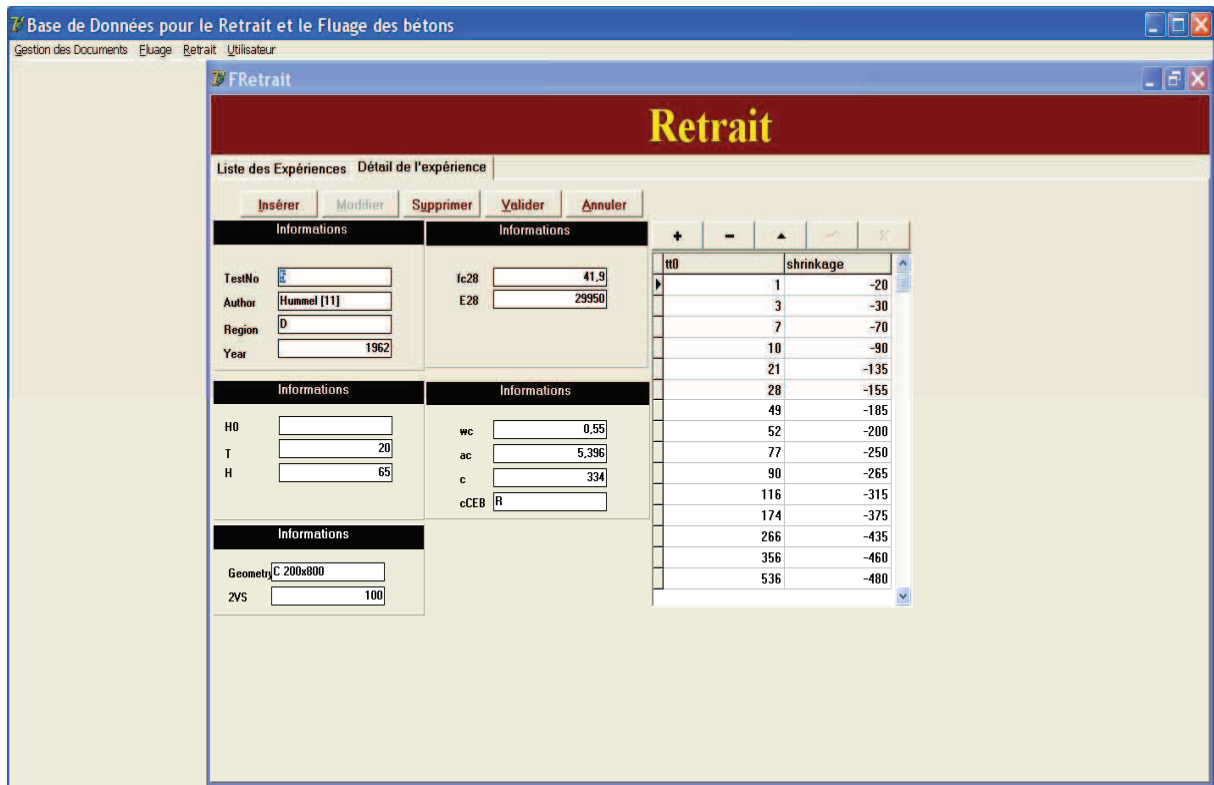 Base de Données pour le Retrait et le Fluage des bétons
Gestion des Documents Fluage Retrait Utilisateur
FRetrait
Retrait
Liste des Expériences Détail de l'expérience
Insérer Modifier Supprimer Valider Annuler
Informations
TestNo
Author Hummel [11]
Region D
Year 1962
Informations
fc28 41,9
E28 29950
Informations
H0
T 20
H 65
Informations
wc 0,55
ac 5,396
c 334
cCEB R
Informations
Geometry C 200x800
2VS 100
tt0 shrinkage
1 -20
3 -30
7 -70
10 -90
21 -135
28 -155
49 -185
52 -200
77 -250
90 -265
116 -315
174 -375
266 -435
356 -460
536 -480